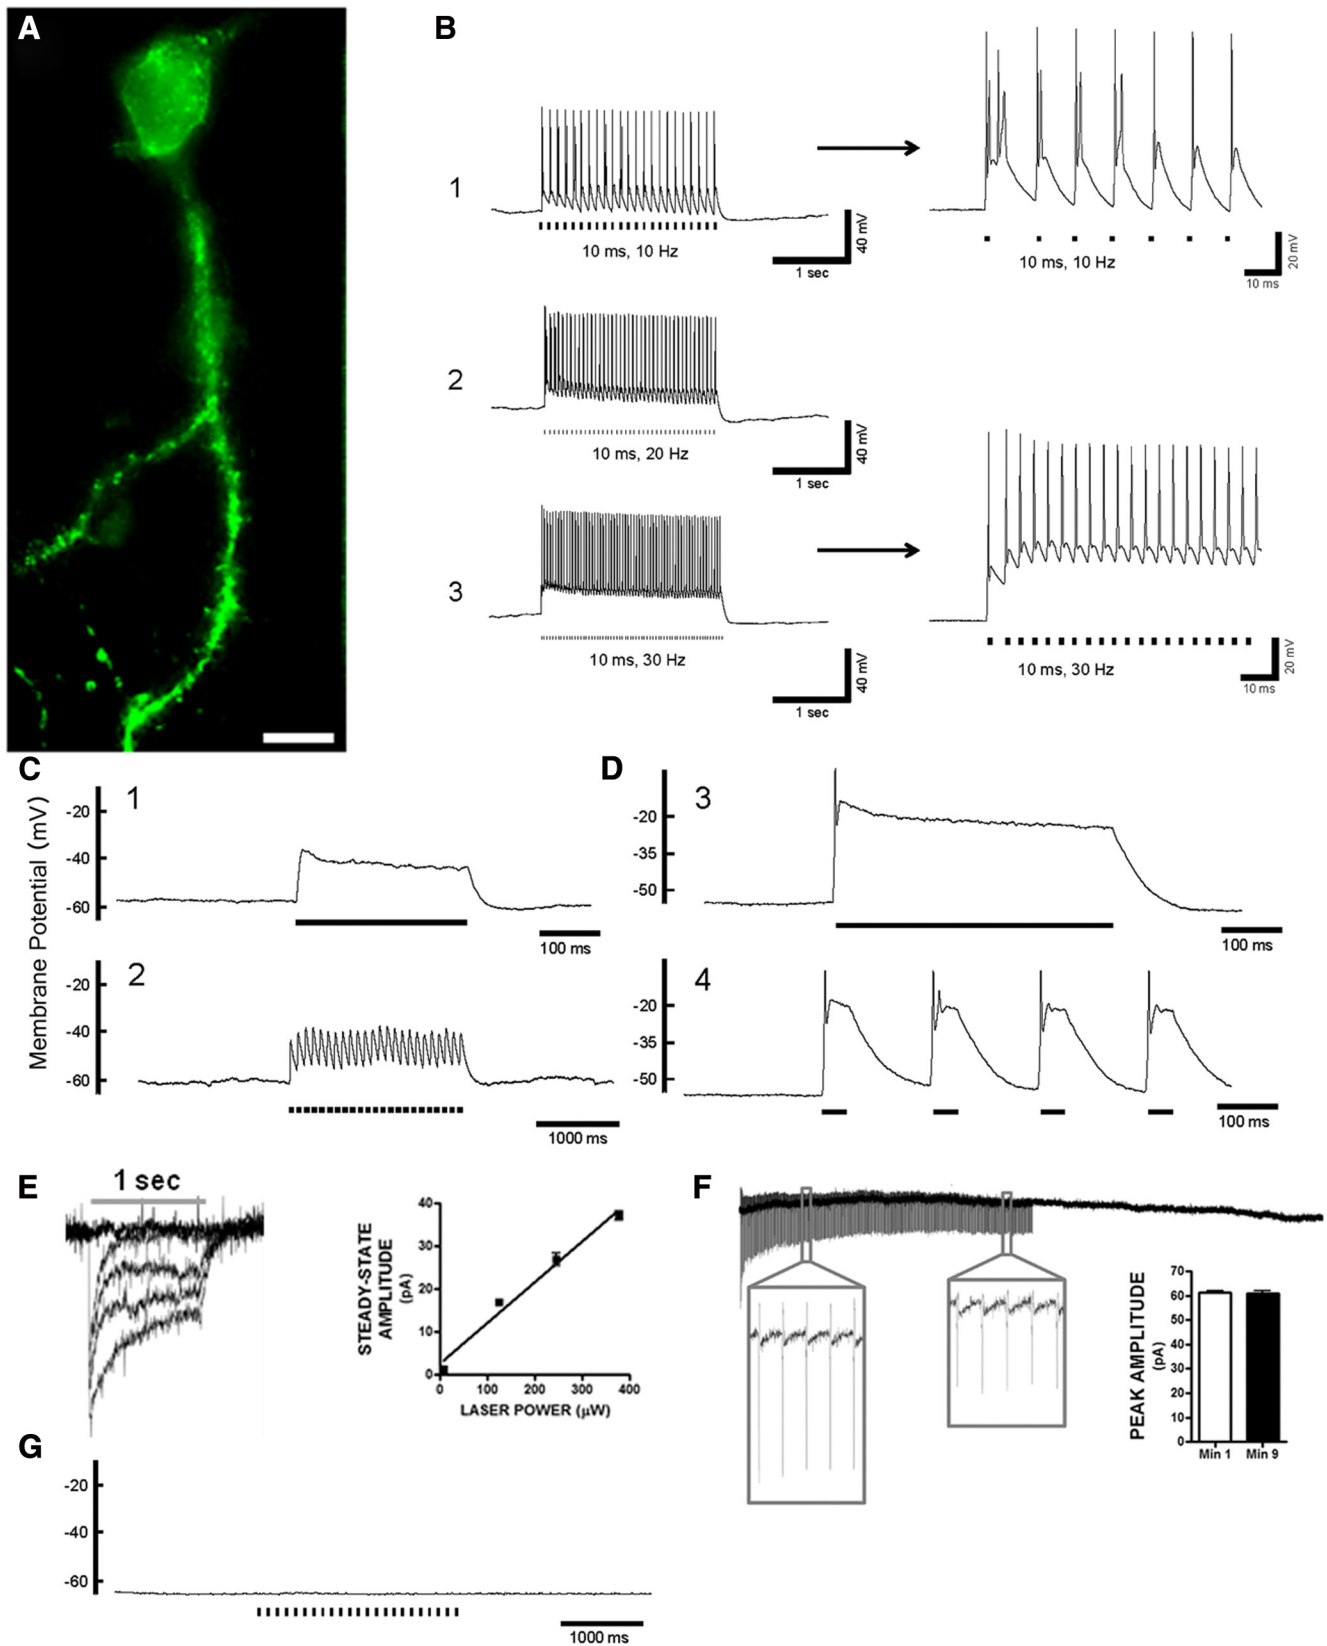 A
B
1
10 ms, 10 Hz
40 mV
1 sec
10 ms, 10 Hz
20 mV
10 ms
2
10 ms, 20 Hz
40 mV
1 sec
3
10 ms, 30 Hz
40 mV
1 sec
10 ms, 30 Hz
20 mV
10 ms
C
Membrane Potential (mV)
1
-20
-40
-60
100 ms
2
-20
-40
-60
1000 ms
D
3
-20
-35
-50
100 ms
4
-20
-35
-50
100 ms
E
1 sec
STEADY-STATE
AMPLITUDE
(pA)
40
30
20
10
0
0 100 200 300 400
LASER POWER (µW)
F
PEAK AMPLITUDE
(pA)
70
60
50
40
30
20
10
0
Min 1 Min 9
G
-20
-40
-60
1000 ms